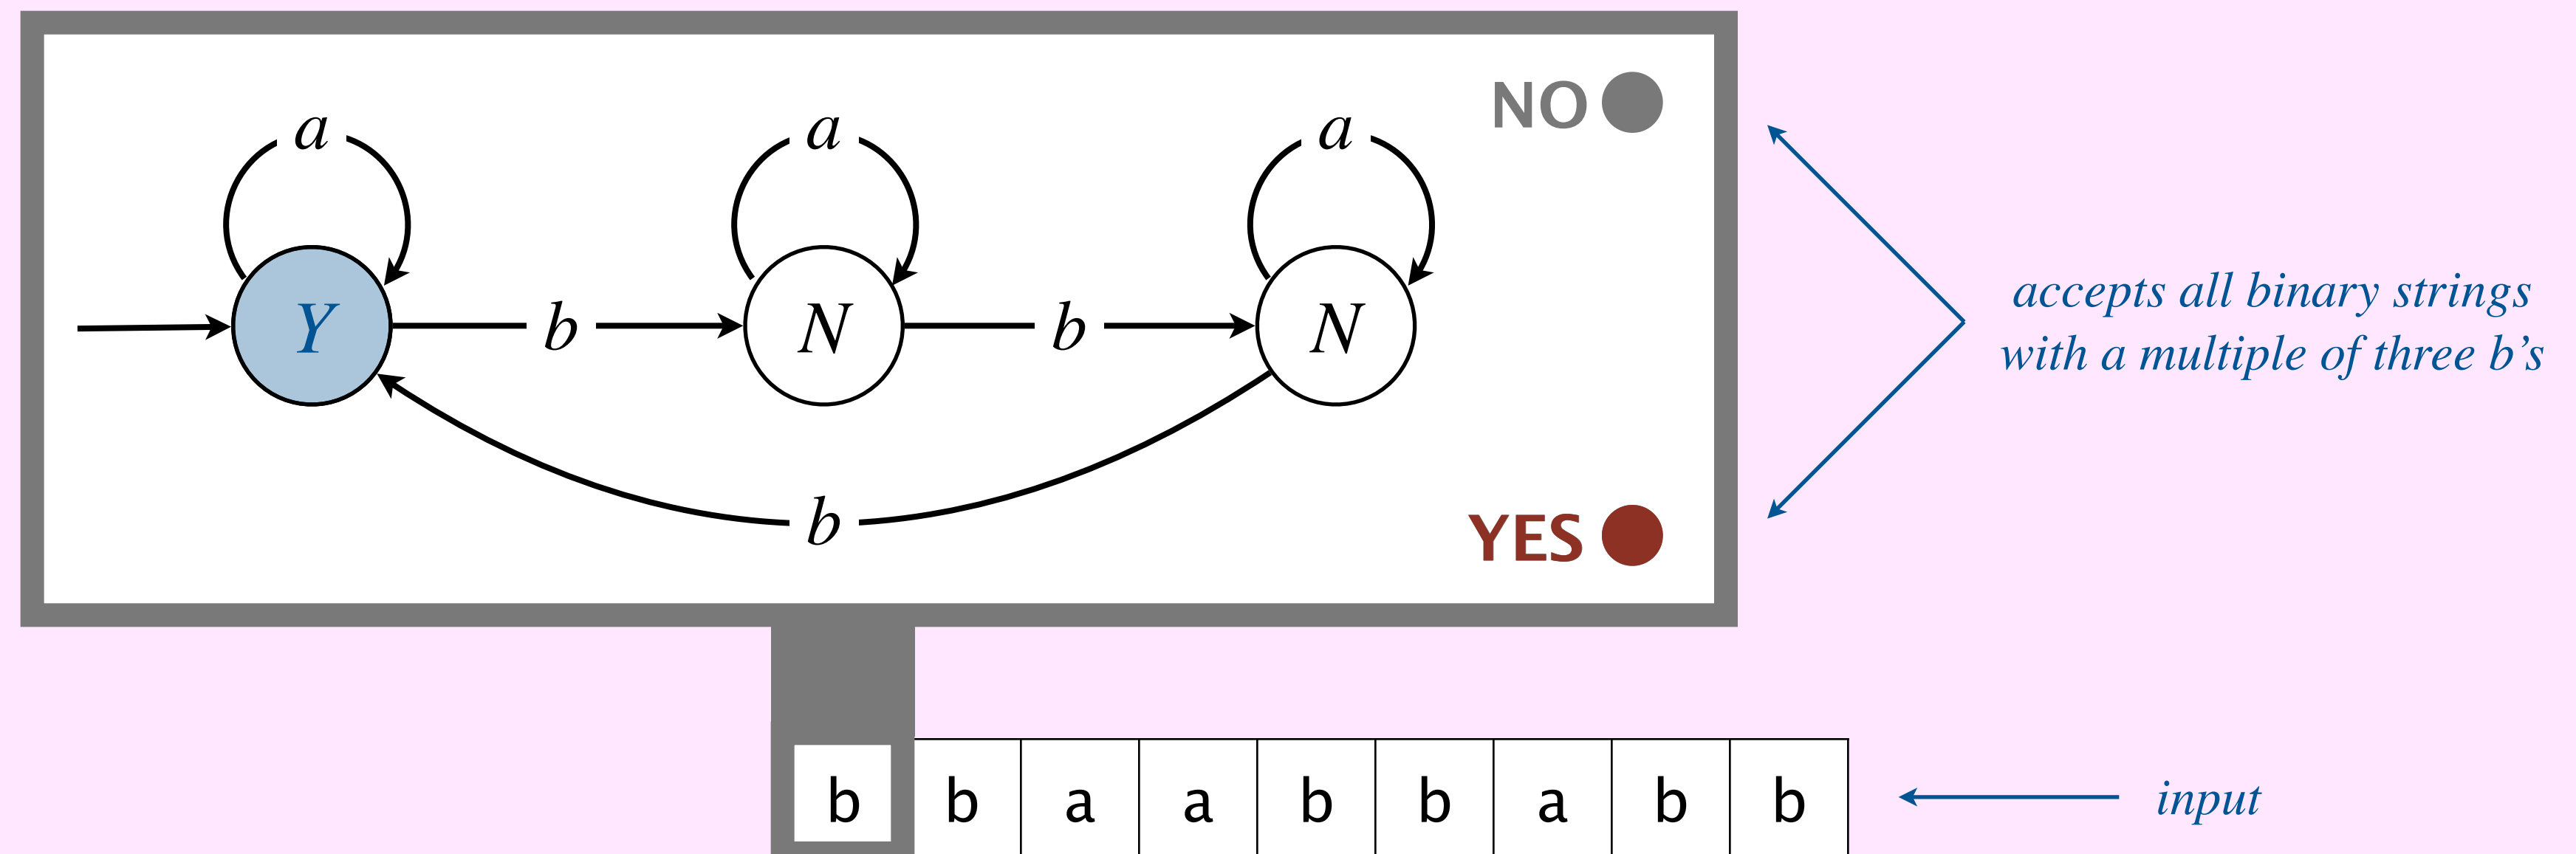 a a a NO
Y b N b N
b
YES
accepts all binary strings
with a multiple of three b’s
b b a a b b a b b
input